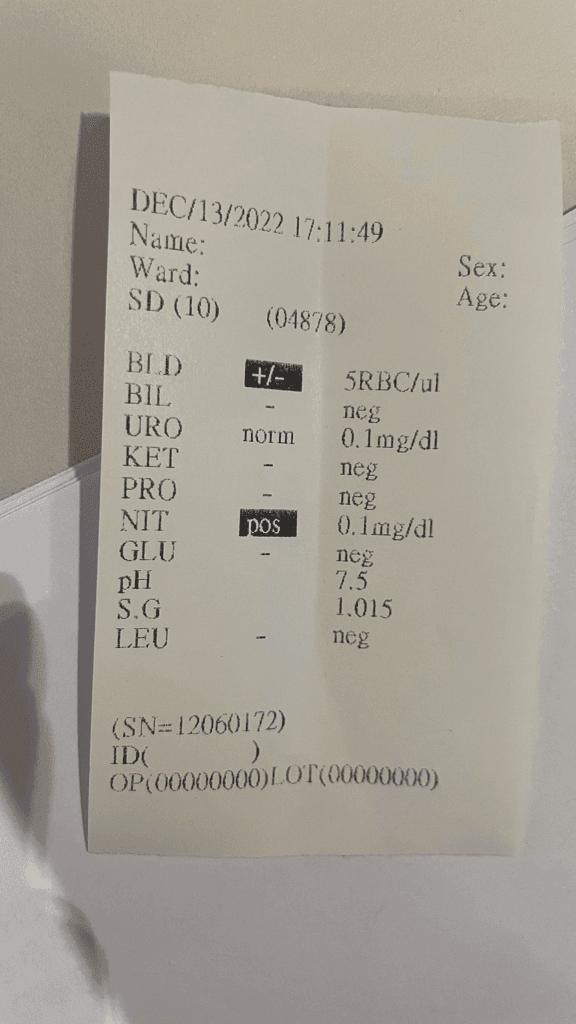 DEC/13/2022 17:11:49
Name: Sex:
Ward: Age:
SD (10) (04878)
BLD +/- 5RBC/ul
BIL - neg
URO norm 0.1mg/dl
KET - neg
PRO - neg
NIT pos 0.1mg/dl
GLU - neg
pH 7.5
S.G 1.015
LEU - neg
(SN=12060172)
ID( )
OP(00000000)LOT(00000000)